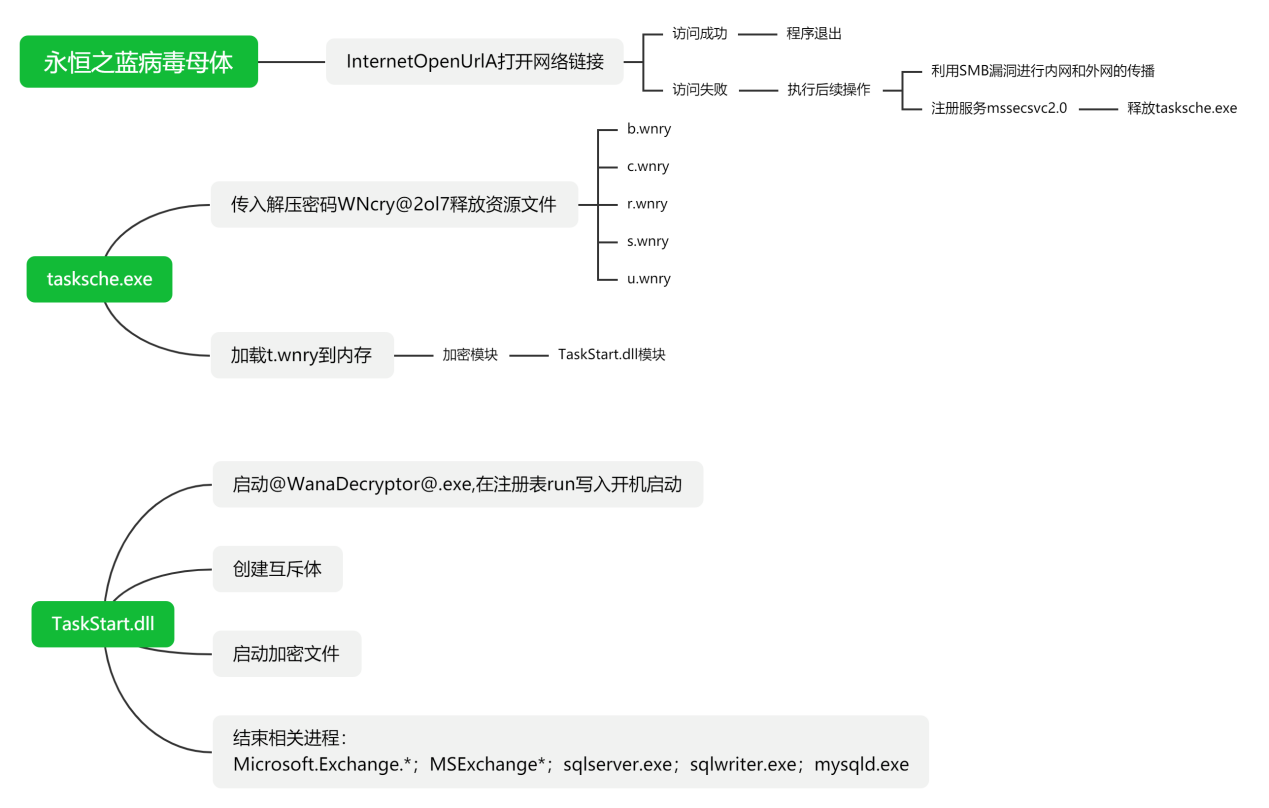 永恒之蓝病毒母体
InternetOpenUrlA打开网络链接
访问成功
程序退出
访问失败
执行后续操作
利用SMB漏洞进行内网和外网的传播
注册服务mssecsvc2.0
释放tasksche.exe
tasksche.exe
传入解压密码WNcry@2ol7释放资源文件
b.wnry
c.wnry
r.wnry
s.wnry
u.wnry
加载t.wnry到内存
加密模块
TaskStart.dll模块
TaskStart.dll
启动@WanaDecryptor@.exe,在注册表run写入开机启动
创建互斥体
启动加密文件
结束相关进程：
Microsoft.Exchange.*；MSExchange*；sqlserver.exe；sqlwriter.exe；mysqld.exe